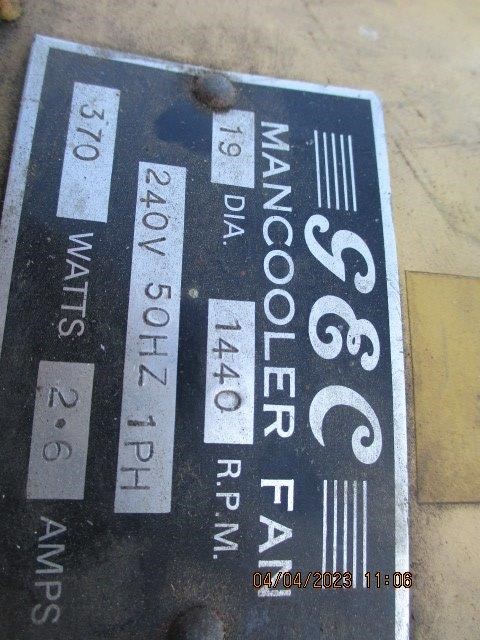 GEC
MANCOOLER FAN
19 DIA. 1440 R.P.M.
240V 50HZ 1PH
370 WATTS 2.6 AMPS
04/04/2023 11:06